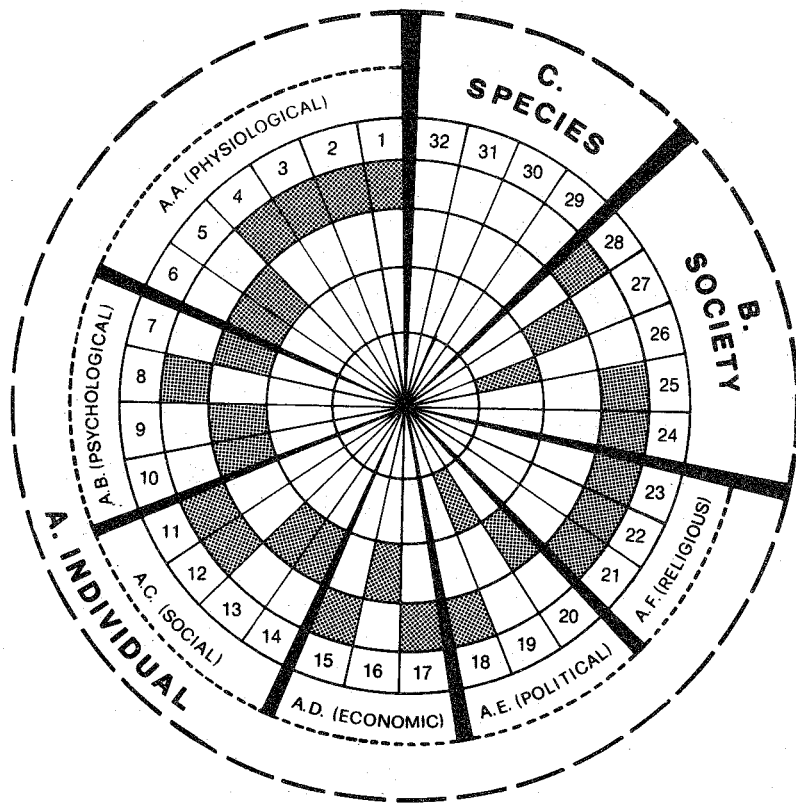 C.
SPECIES
B.
SOCIETY
A. INDIVIDUAL
A.A. (PHYSIOLOGICAL)
A.B. (PSYCHOLOGICAL)
A.C. (SOCIAL)
A.D. (ECONOMIC)
A.E. (POLITICAL)
A.F. (RELIGIOUS)
1
2
3
4
5
6
7
8
9
10
11
12
13
14
15
16
17
18
19
20
21
22
23
24
25
26
27
28
29
30
31
32